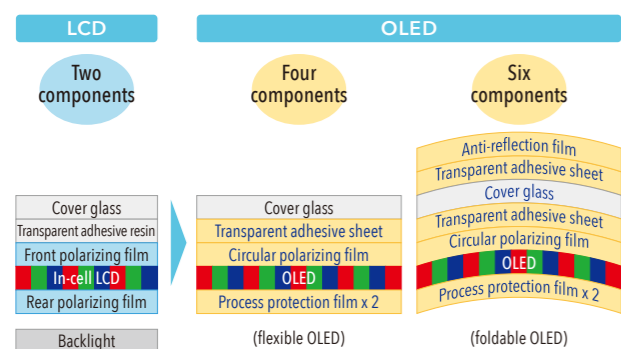 LCD
OLED
Two
components
Four
components
Six
components
Cover glass
Transparent adhesive resin
Front polarizing film
In-cell LCD
Rear polarizing film
Backlight
Cover glass
Transparent adhesive sheet
Circular polarizing film
OLED
Process protection film x 2
(flexible OLED)
Anti-reflection film
Transparent adhesive sheet
Cover glass
Transparent adhesive sheet
Circular polarizing film
OLED
Process protection film x 2
(foldable OLED)